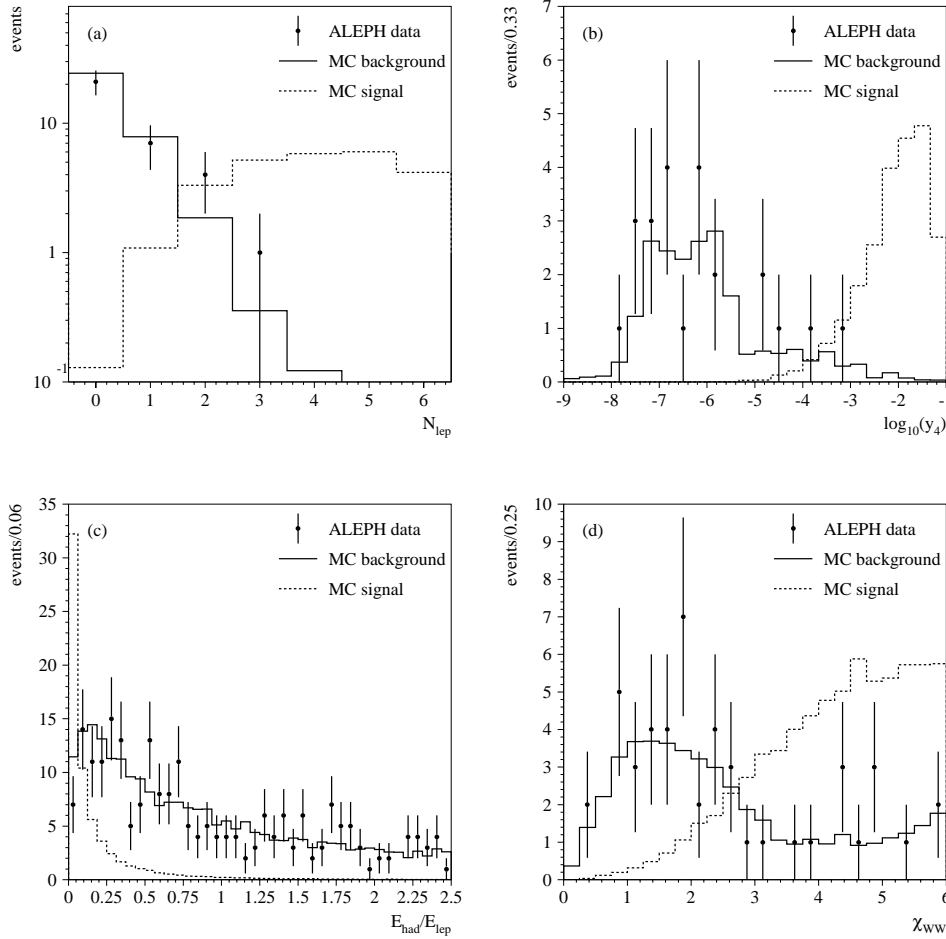 events
(a)
ALEPH data
MC background
MC signal
10
1
10
-1
0 1 2 3 4 5 6
N_lep
events/0.33
(b)
ALEPH data
MC background
MC signal
7
6
5
4
3
2
1
0
-9 -8 -7 -6 -5 -4 -3 -2 -1
log10(y4)
events/0.06
(c)
ALEPH data
MC background
MC signal
35
30
25
20
15
10
5
0
0 0.25 0.5 0.75 1 1.25 1.5 1.75 2 2.25 2.5
E_had/E_lep
events/0.25
(d)
ALEPH data
MC background
MC signal
10
9
8
7
6
5
4
3
2
1
0
0 1 2 3 4 5 6
χ_WW